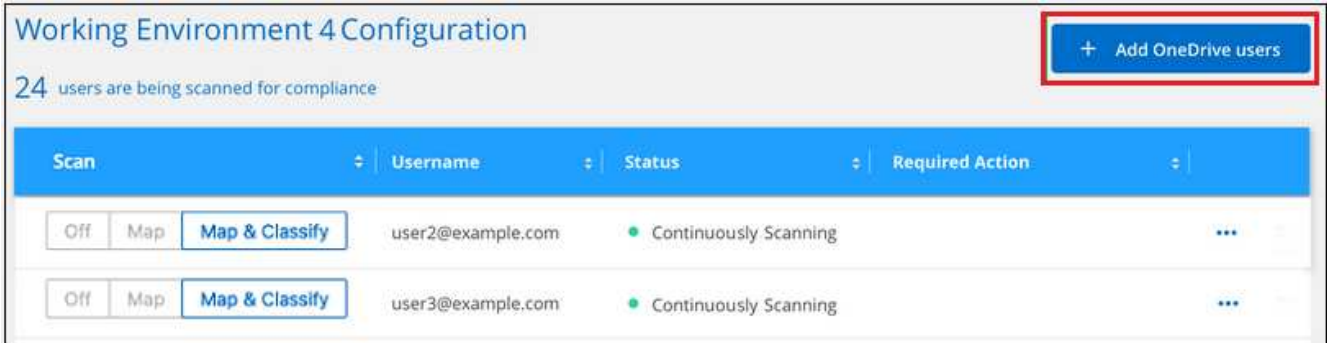 Working Environment 4 Configuration
+ Add OneDrive users
24 users are being scanned for compliance
Scan Username Status Required Action
Off Map Map & Classify user2@example.com Continuously Scanning
Off Map Map & Classify user3@example.com Continuously Scanning